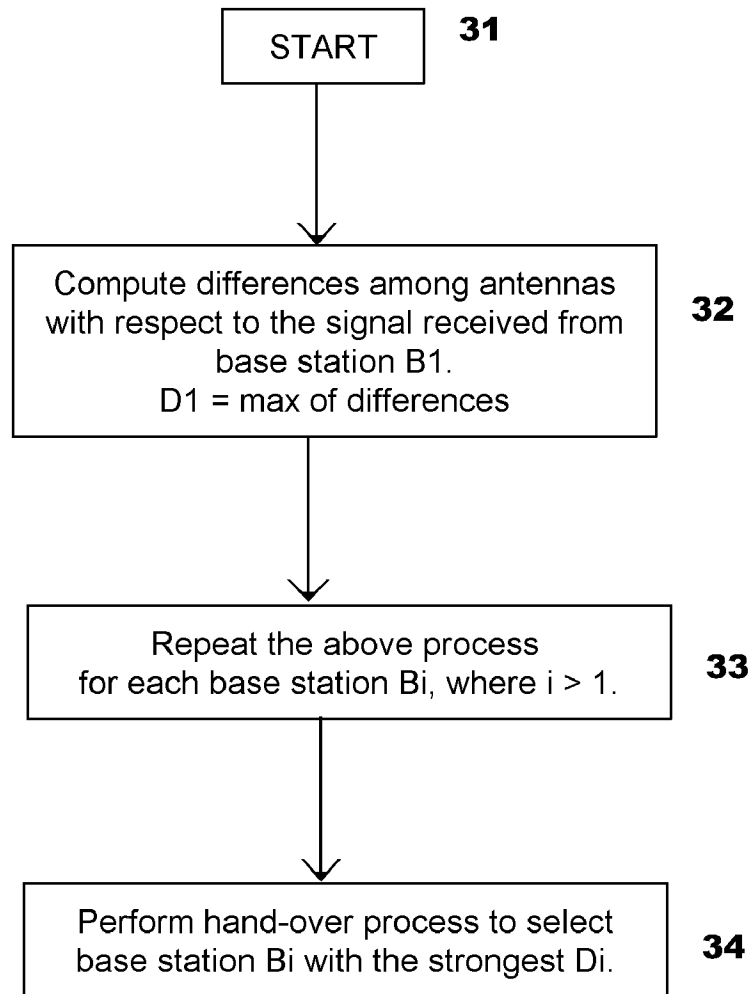 START
31
Compute differences among antennas
with respect to the signal received from
base station B1.
D1 = max of differences
32
Repeat the above process
for each base station Bi, where i > 1.
33
Perform hand-over process to select
base station Bi with the strongest Di.
34